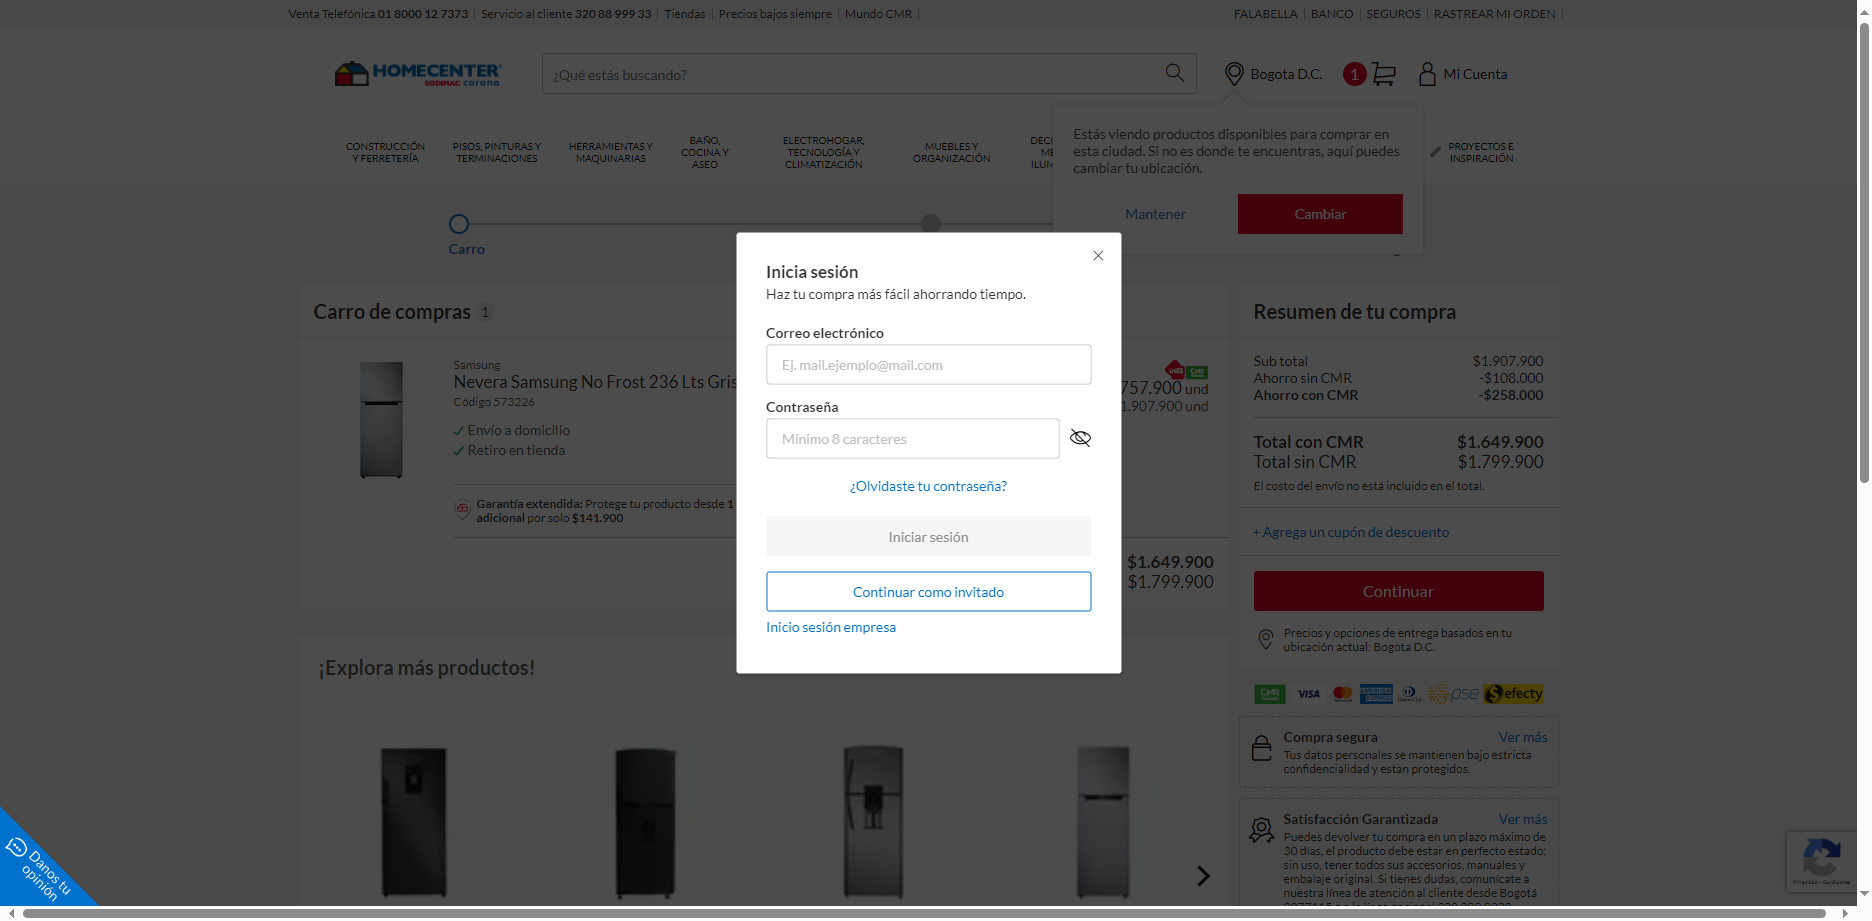 Venta Telefónica 01 8000 12 7373 Servicio al cliente 320 88 999 33 Tiendas Precios bajos siempre Mundo CMR
FALABELLA BANCO SEGUROS RASTREAR MI ORDEN
HOMECENTER
SODIMAC corona
¿Qué estás buscando?
Bogota D.C.
1
Mi Cuenta
CONSTRUCCIÓN
Y FERRETERÍA
PISOS, PINTURAS Y
TERMINACIONES
HERRAMIENTAS Y
MAQUINARIAS
BAÑO,
COCINA Y
ASEO
ELECTROHOGAR,
TECNOLOGÍA Y
CLIMATIZACIÓN
MUEBLES Y
ORGANIZACIÓN
PROYECTOS E
INSPIRACIÓN
Estás viendo productos disponibles para comprar en
esta ciudad. Si no es donde te encuentras, aquí puedes
cambiar tu ubicación.
Mantener
Cambiar
Carro
Inicia sesión
Haz tu compra más fácil ahorrando tiempo.
Correo electrónico
Ej. mail.ejemplo@mail.com
Contraseña
Mínimo 8 caracteres
¿Olvidaste tu contraseña?
Iniciar sesión
Continuar como invitado
Inicio sesión empresa
Carro de compras 1
Samsung
Nevera Samsung No Frost 236 Lts Gris
Código 573226
Envío a domicilio
Retiro en tienda
Garantía extendida: Protege tu producto desde 1
adicional por solo $141.900
757.900 und
1.907.900 und
$1.649.900
$1.799.900
Resumen de tu compra
Sub total $1.907.900
Ahorro sin CMR -$108.000
Ahorro con CMR -$258.000
Total con CMR $1.649.900
Total sin CMR $1.799.900
El costo del envío no está incluido en el total.
+ Agrega un cupón de descuento
Continuar
Precios y opciones de entrega basados en tu
ubicación actual: Bogota D.C.
CMR VISA MasterCard AMERICAN EXPRESS Diners Club pse efecty
Compra segura Ver más
Tus datos personales se mantienen bajo estricta
confidencialidad y estan protegidos.
Satisfacción Garantizada Ver más
Puedes devolver tu compra en un plazo máximo de
30 días, el producto debe estar en perfecto estado:
sin uso, tener todos sus accesorios, manuales y
embalaje original. Si tienes dudas, comunícate a
nuestra línea de atención al cliente desde Bogotá
¡Explora más productos!
Danos tu
opinión
Privacidad - Condiciones